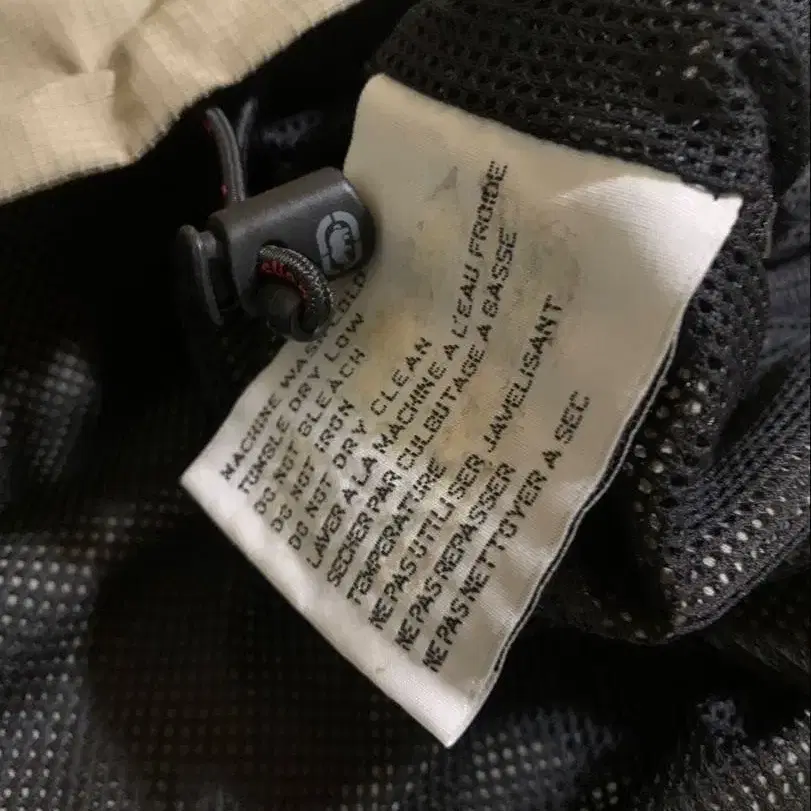 MACHINE WASH COLD
TUMBLE DRY LOW
DO NOT BLEACH
DO NOT IRON
DO NOT DRY CLEAN
LAVER A LA MACHINE A L'EAU FROIDE
SECHER PAR CULBUTAGE A BASSE
TEMPERATURE
NE PAS UTILISER JAVELISANT
NE PAS REPASSER
NE PAS NETTOYER A SEC